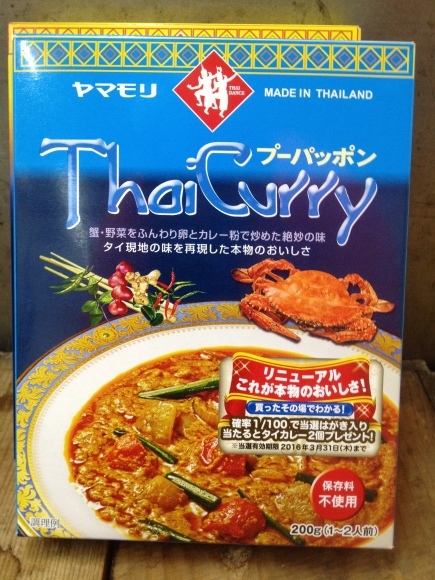 ヤマモリ
THAI
DANCE
MADE IN THAILAND
プーパッポン
Thai Curry
蟹・野菜をふんわり卵とカレー粉で炒めた絶妙の味
タイ現地の味を再現した本物のおいしさ
リニューアル
これが本物のおいしさ!
買ったその場でわかる!
確率1/100で当選はがき入り
当たるとタイカレー2個プレゼント!
※当選有効期限 2016年3月31日(木)まで
保存料
不使用
調理例
200g(1~2人前)